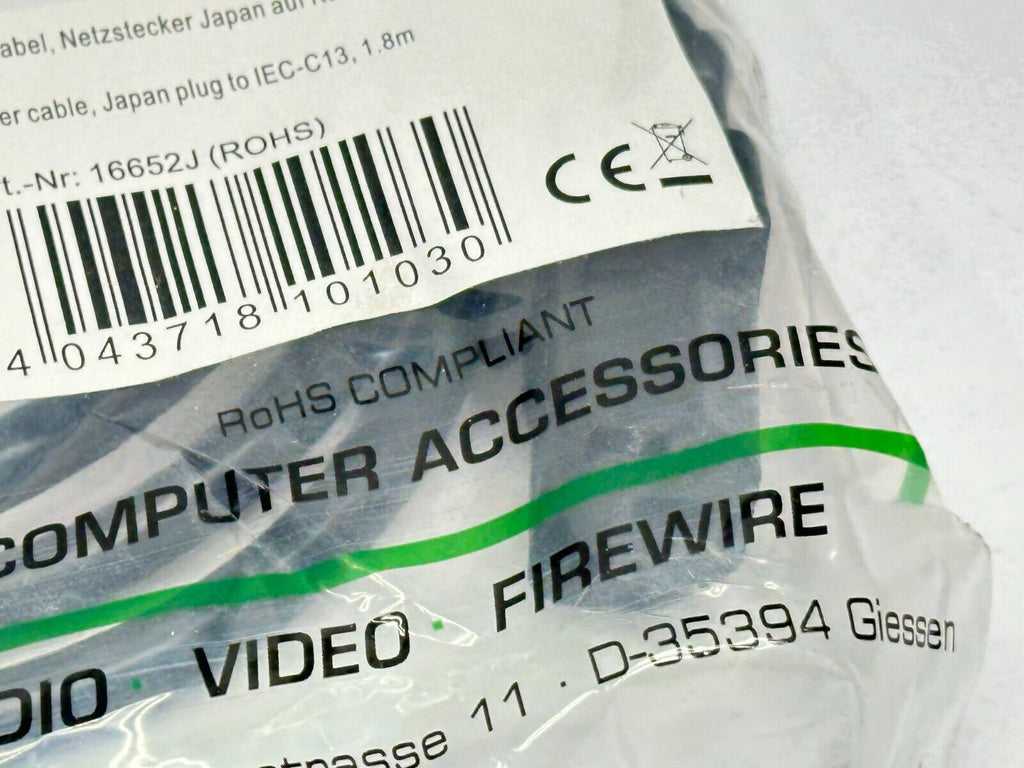 abel, Netzstecker Japan auf
er cable, Japan plug to IEC-C13, 1.8m
t.-Nr: 16652J (ROHS)
4 043718 101030
CE
RoHS COMPLIANT
COMPUTER ACCESSORIES
DIO · VIDEO · FIREWIRE
trasse 11 · D-35394 Giessen